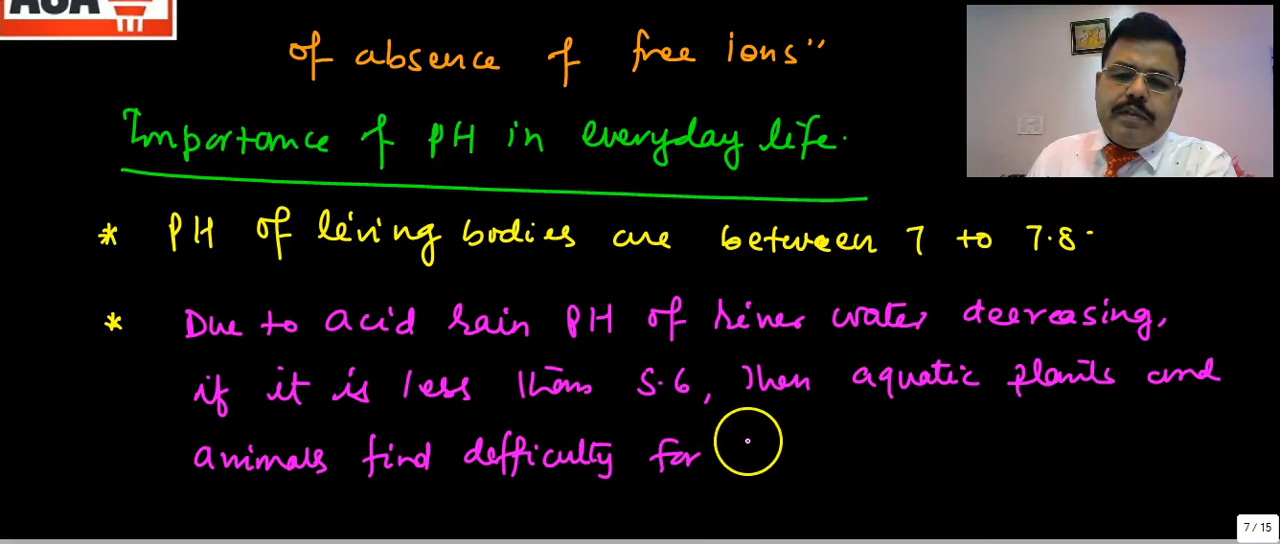 ASA
of absence of free ions"
Importance of PH in everyday life.
* PH of living bodies are between 7 to 7.8.
* Due to acid rain PH of river water decreasing,
if it is less than 5.6, then aquatic plants and
animals find defficulty for
7 / 15